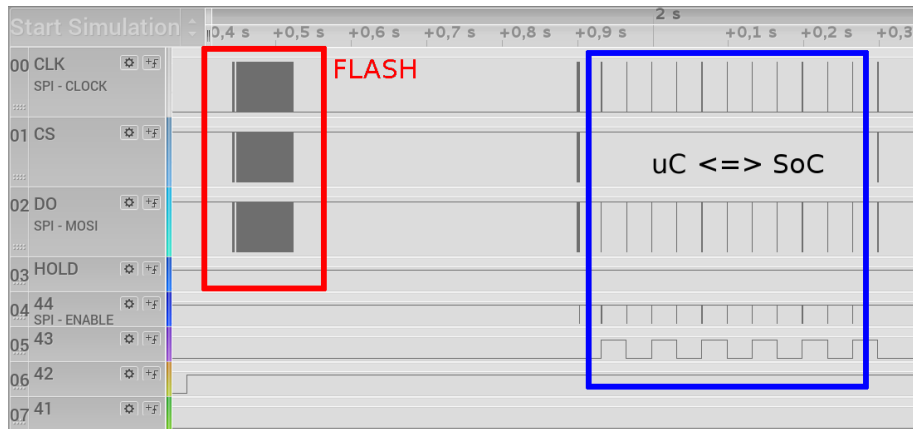 Start Simulation
2 s
+0,4 s +0,5 s +0,6 s +0,7 s +0,8 s +0,9 s +0,1 s +0,2 s +0,3
00 CLK
SPI - CLOCK
FLASH
01 CS
uC <=> SoC
02 DO
SPI - MOSI
03 HOLD
04 44
SPI - ENABLE
05 43
06 42
07 41